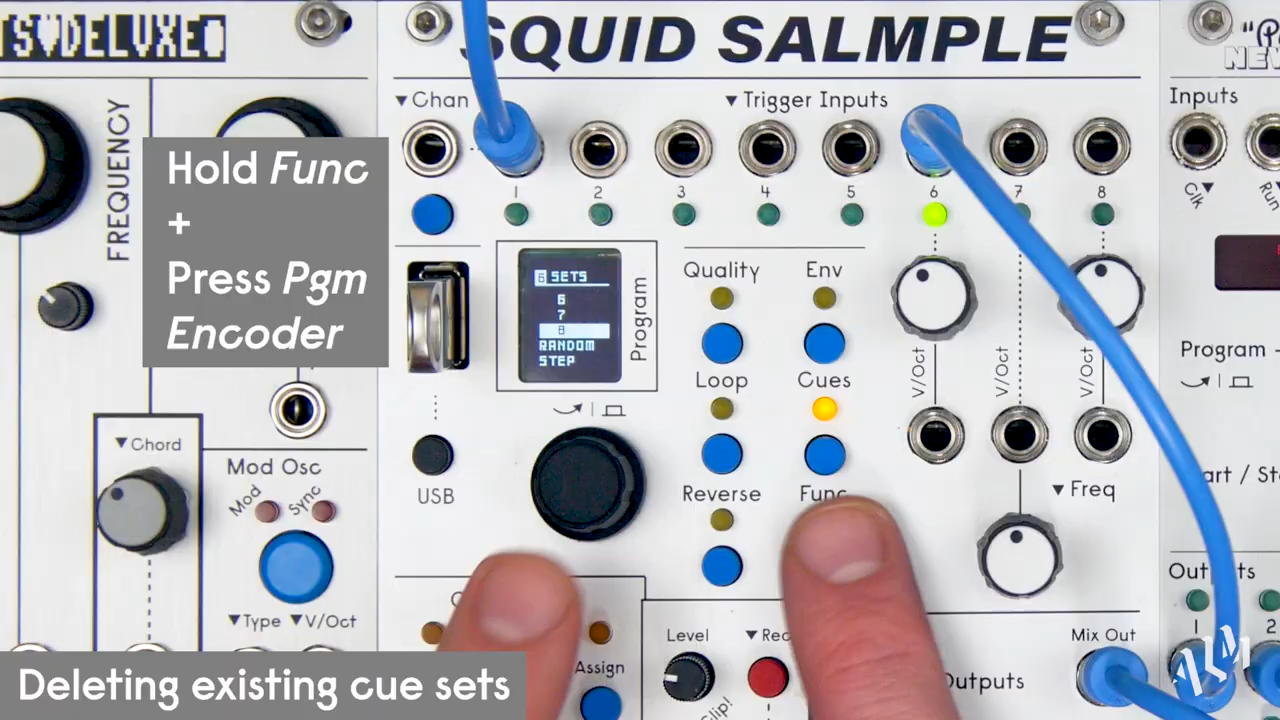 SQUID SALMPLE
Chan
Trigger Inputs
Inputs
1
2
3
4
5
6
7
8
FREQUENCY
Hold Func
+
Press Pgm
Encoder
6 SETS
6
7
8
RANDOM
STEP
Program
Quality
Env
Loop
Cues
V/Oct
V/Oct
V/Oct
Clk
Run
Program
Chord
Mod Osc
Mod
Sync
USB
Reverse
Func
Freq
Type
V/Oct
Level
Rec
Mix Out
Assign
Clip!
Outputs
1
2
Deleting existing cue sets